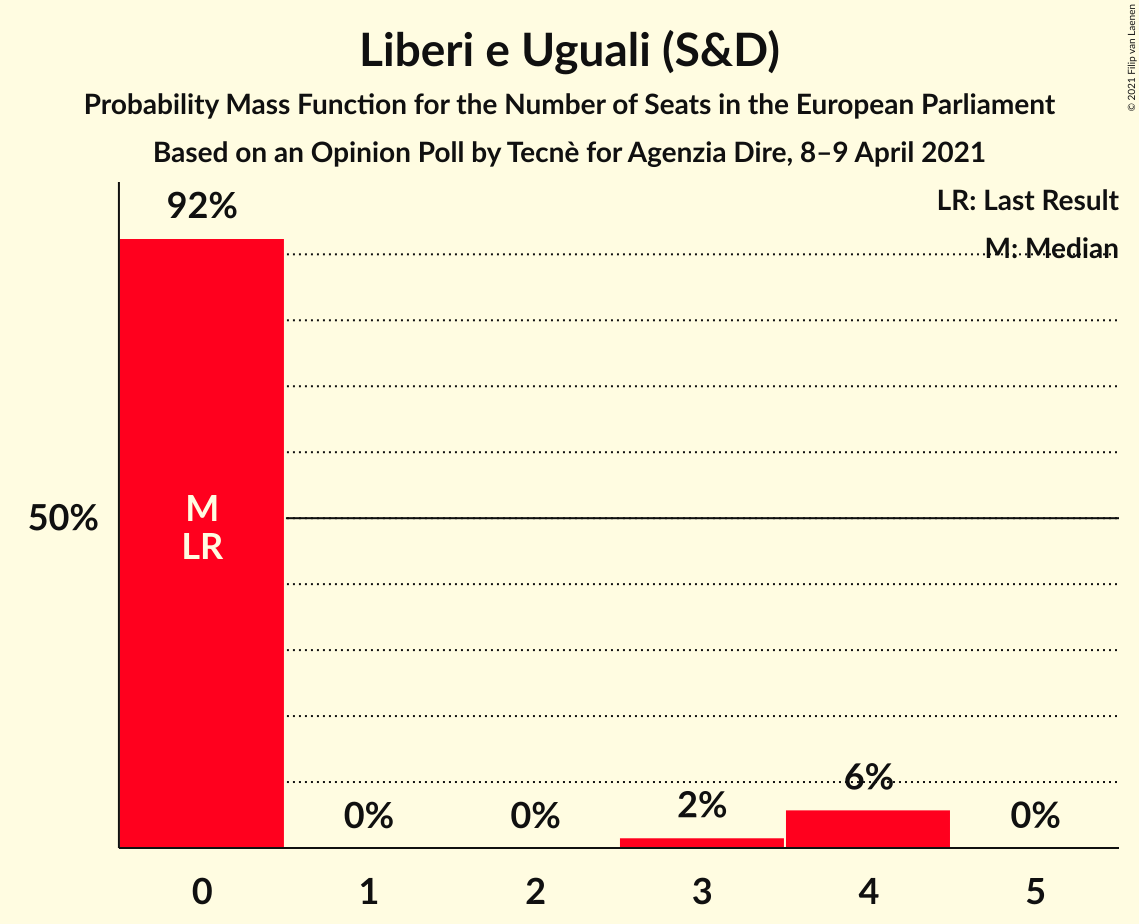 Liberi e Uguali (S&D)
Probability Mass Function for the Number of Seats in the European Parliament
Based on an Opinion Poll by Tecnè for Agenzia Dire, 8–9 April 2021
© 2021 Filip van Laenen
LR: Last Result
M: Median
92%
50%
M
LR
0%
0%
2%
6%
0%
0
1
2
3
4
5